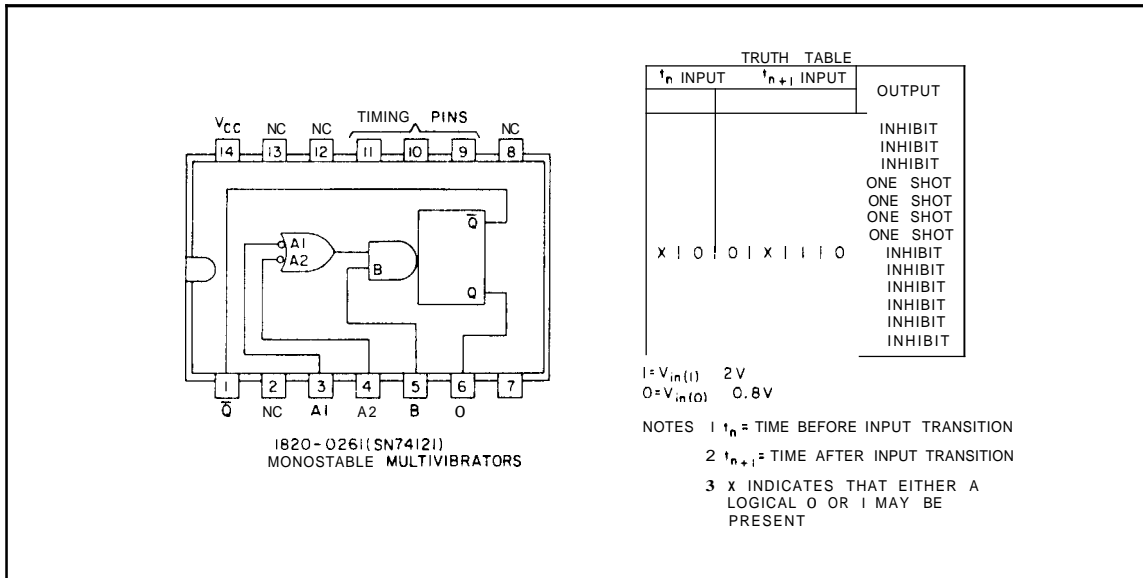 VCC NC NC TIMING PINS NC
14 13 12 11 10 9 8
Q̅
A1
A2
B
Q
1 2 3 4 5 6 7
Q̅ NC A1 A2 B O
1820-0261(SN74121)
MONOSTABLE MULTIVIBRATORS
TRUTH TABLE
tn INPUT tn+1 INPUT OUTPUT
INHIBIT
INHIBIT
INHIBIT
ONE SHOT
ONE SHOT
ONE SHOT
ONE SHOT
X | 0 | 0 | X | 1 | 0 INHIBIT
INHIBIT
INHIBIT
INHIBIT
INHIBIT
INHIBIT
1=Vin(1) 2V
0=Vin(0) 0.8V
NOTES 1 tn = TIME BEFORE INPUT TRANSITION
2 tn+1 = TIME AFTER INPUT TRANSITION
3 X INDICATES THAT EITHER A
LOGICAL 0 OR 1 MAY BE
PRESENT